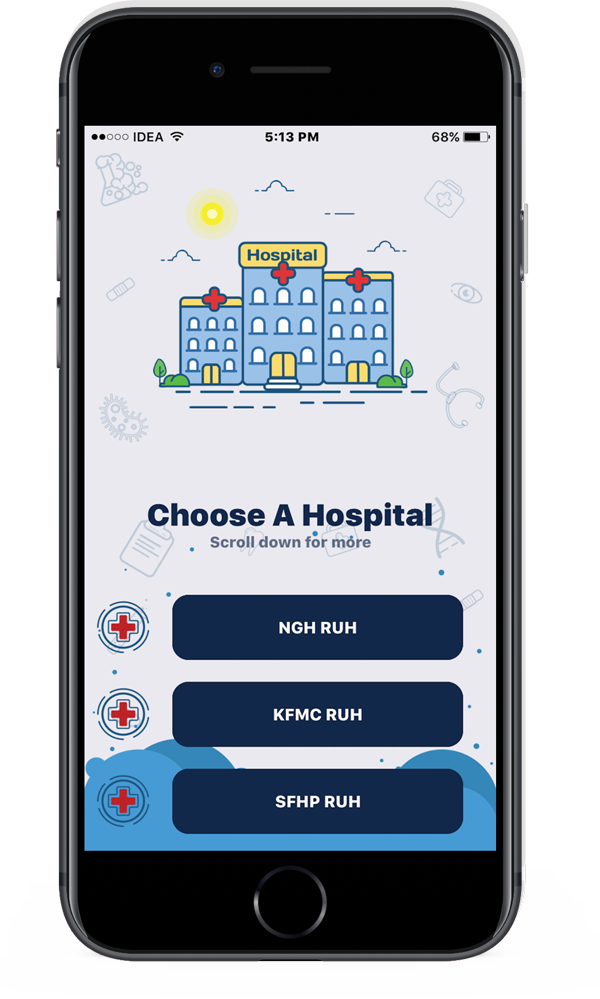 IDEA 5:13 PM 68%
Hospital
Choose A Hospital
Scroll down for more
NGH RUH
KFMC RUH
SFHP RUH